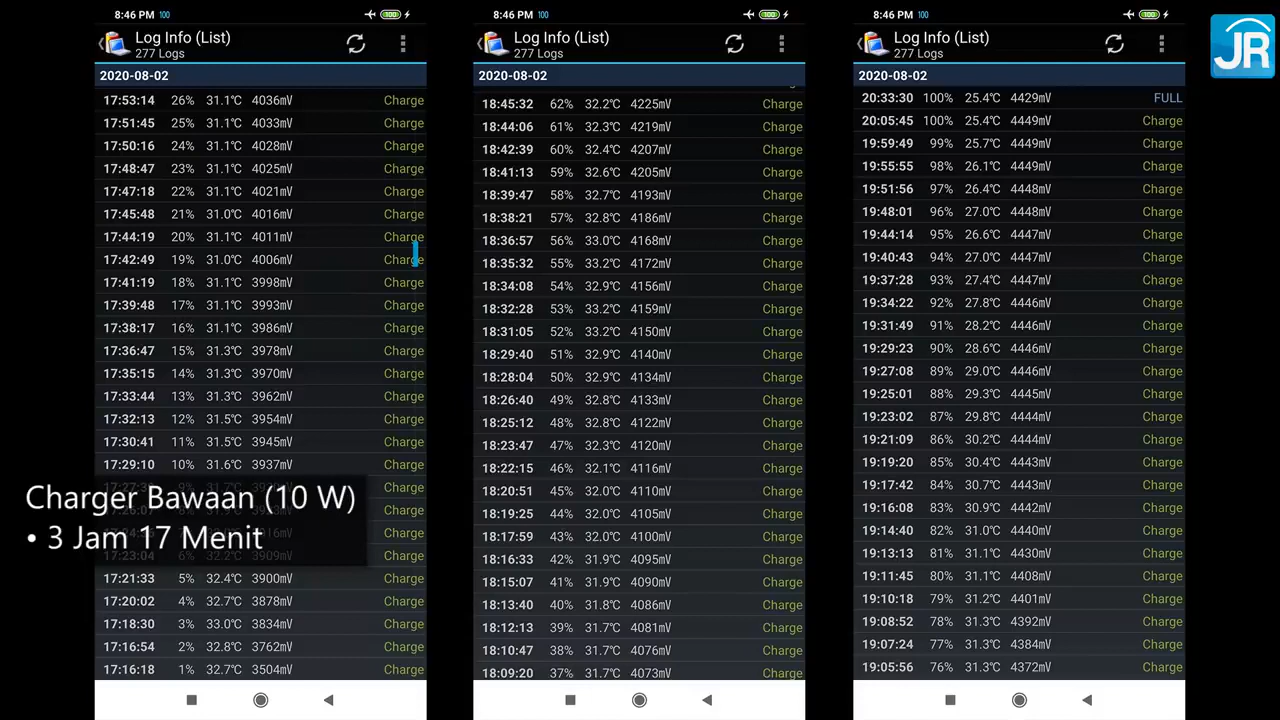 8:46 PM 100
100
Log Info (List)
277 Logs
2020-08-02
17:53:14 26% 31.1℃ 4036mV Charge
17:51:45 25% 31.1℃ 4033mV Charge
17:50:16 24% 31.1℃ 4028mV Charge
17:48:47 23% 31.1℃ 4025mV Charge
17:47:18 22% 31.1℃ 4021mV Charge
17:45:48 21% 31.0℃ 4016mV Charge
17:44:19 20% 31.1℃ 4011mV Charge
17:42:49 19% 31.0℃ 4006mV Charge
17:41:19 18% 31.1℃ 3998mV Charge
17:39:48 17% 31.1℃ 3993mV Charge
17:38:17 16% 31.1℃ 3986mV Charge
17:36:47 15% 31.3℃ 3978mV Charge
17:35:15 14% 31.3℃ 3970mV Charge
17:33:44 13% 31.3℃ 3962mV Charge
17:32:13 12% 31.5℃ 3954mV Charge
17:30:41 11% 31.5℃ 3945mV Charge
17:29:10 10% 31.6℃ 3937mV Charge
Charge
Charge
Charge
17:23:04 6% 32.2℃ 3909mV Charge
17:21:33 5% 32.4℃ 3900mV Charge
17:20:02 4% 32.7℃ 3878mV Charge
17:18:30 3% 33.0℃ 3834mV Charge
17:16:54 2% 32.8℃ 3762mV Charge
17:16:18 1% 32.7℃ 3504mV Charge
Charger Bawaan (10 W)
• 3 Jam 17 Menit
8:46 PM 100
100
Log Info (List)
277 Logs
2020-08-02
18:45:32 62% 32.2℃ 4225mV Charge
18:44:06 61% 32.3℃ 4219mV Charge
18:42:39 60% 32.4℃ 4207mV Charge
18:41:13 59% 32.6℃ 4205mV Charge
18:39:47 58% 32.7℃ 4193mV Charge
18:38:21 57% 32.8℃ 4186mV Charge
18:36:57 56% 33.0℃ 4168mV Charge
18:35:32 55% 33.2℃ 4172mV Charge
18:34:08 54% 32.9℃ 4156mV Charge
18:32:28 53% 33.2℃ 4159mV Charge
18:31:05 52% 33.2℃ 4150mV Charge
18:29:40 51% 32.9℃ 4140mV Charge
18:28:04 50% 32.9℃ 4134mV Charge
18:26:40 49% 32.8℃ 4133mV Charge
18:25:12 48% 32.8℃ 4122mV Charge
18:23:47 47% 32.3℃ 4120mV Charge
18:22:15 46% 32.1℃ 4116mV Charge
18:20:51 45% 32.0℃ 4110mV Charge
18:19:25 44% 32.0℃ 4105mV Charge
18:17:59 43% 32.0℃ 4100mV Charge
18:16:33 42% 31.9℃ 4095mV Charge
18:15:07 41% 31.9℃ 4090mV Charge
18:13:40 40% 31.8℃ 4086mV Charge
18:12:13 39% 31.7℃ 4081mV Charge
18:10:47 38% 31.7℃ 4076mV Charge
18:09:20 37% 31.7℃ 4073mV Charge
8:46 PM 100
100
Log Info (List)
277 Logs
2020-08-02
20:33:30 100% 25.4℃ 4429mV FULL
20:05:45 100% 25.4℃ 4449mV Charge
19:59:49 99% 25.7℃ 4449mV Charge
19:55:55 98% 26.1℃ 4449mV Charge
19:51:56 97% 26.4℃ 4448mV Charge
19:48:01 96% 27.0℃ 4448mV Charge
19:44:14 95% 26.6℃ 4447mV Charge
19:40:43 94% 27.0℃ 4447mV Charge
19:37:28 93% 27.4℃ 4447mV Charge
19:34:22 92% 27.8℃ 4446mV Charge
19:31:49 91% 28.2℃ 4446mV Charge
19:29:23 90% 28.6℃ 4446mV Charge
19:27:08 89% 29.0℃ 4446mV Charge
19:25:01 88% 29.3℃ 4445mV Charge
19:23:02 87% 29.8℃ 4444mV Charge
19:21:09 86% 30.2℃ 4444mV Charge
19:19:20 85% 30.4℃ 4443mV Charge
19:17:42 84% 30.7℃ 4443mV Charge
19:16:08 83% 30.9℃ 4442mV Charge
19:14:40 82% 31.0℃ 4440mV Charge
19:13:13 81% 31.1℃ 4430mV Charge
19:11:45 80% 31.1℃ 4408mV Charge
19:10:18 79% 31.2℃ 4401mV Charge
19:08:52 78% 31.3℃ 4392mV Charge
19:07:24 77% 31.3℃ 4384mV Charge
19:05:56 76% 31.3℃ 4372mV Charge
JR